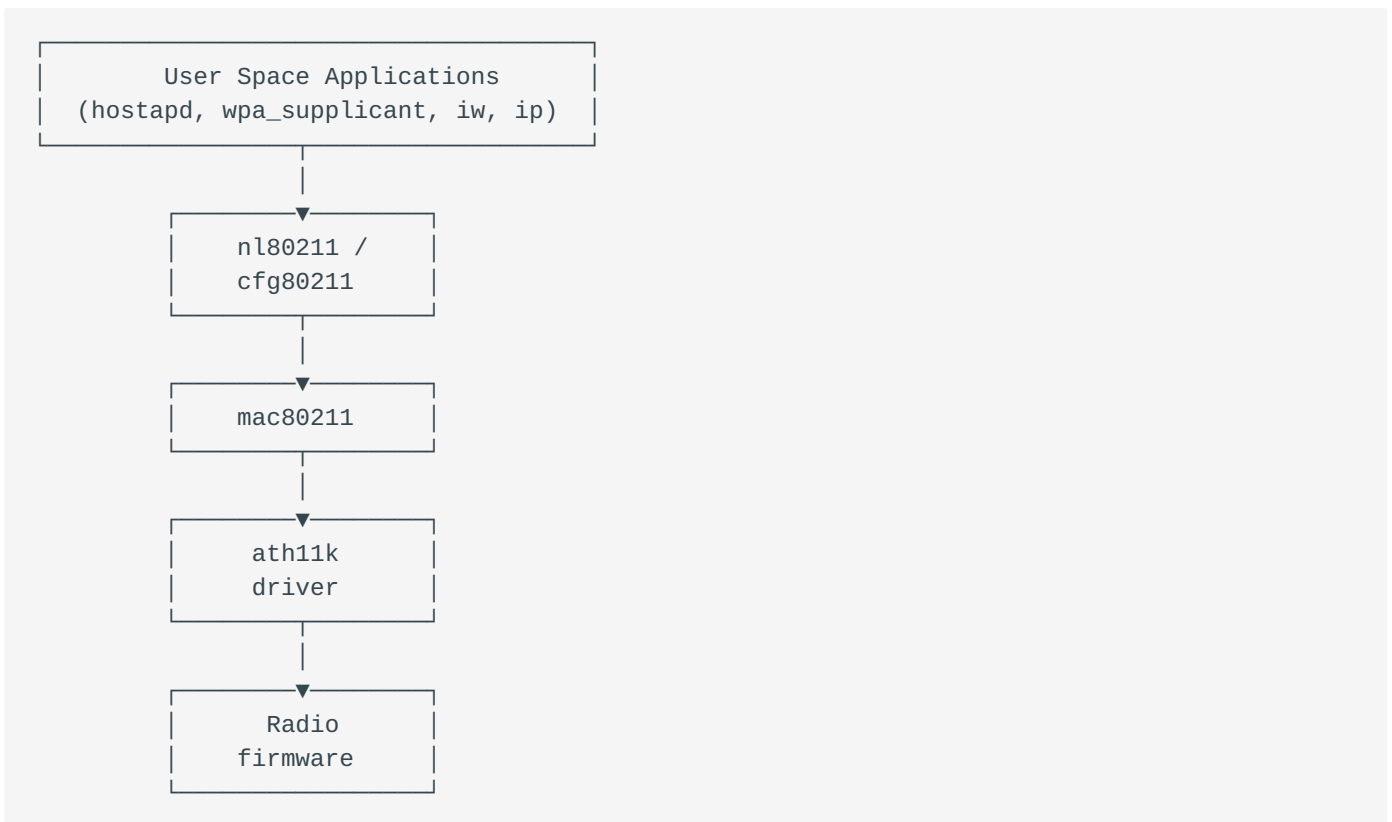 User Space Applications
(hostapd, wpa_supplicant, iw, ip)
nl80211 /
cfg80211
mac80211
ath11k
driver
Radio
firmware